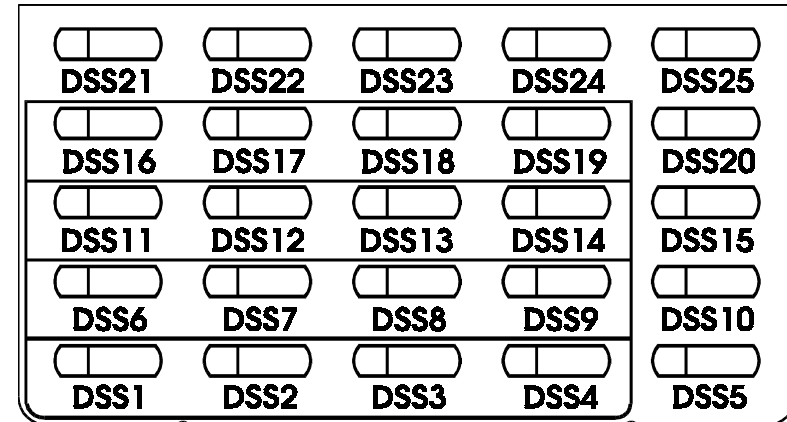 DSS21 DSS22 DSS23 DSS24 DSS25
DSS16 DSS17 DSS18 DSS19 DSS20
DSS11 DSS12 DSS13 DSS14 DSS15
DSS6 DSS7 DSS8 DSS9 DSS10
DSS1 DSS2 DSS3 DSS4 DSS5